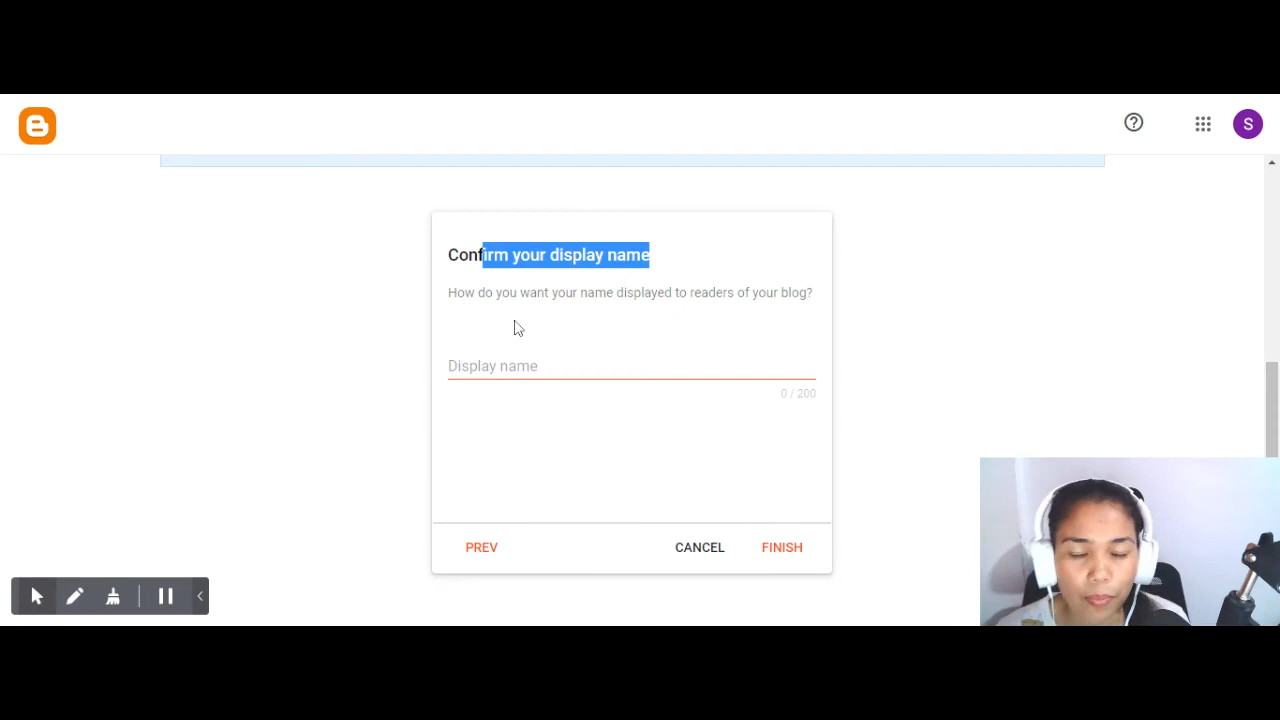 S
Confirm your display name
How do you want your name displayed to readers of your blog?
Display name
0 / 200
PREV CANCEL FINISH